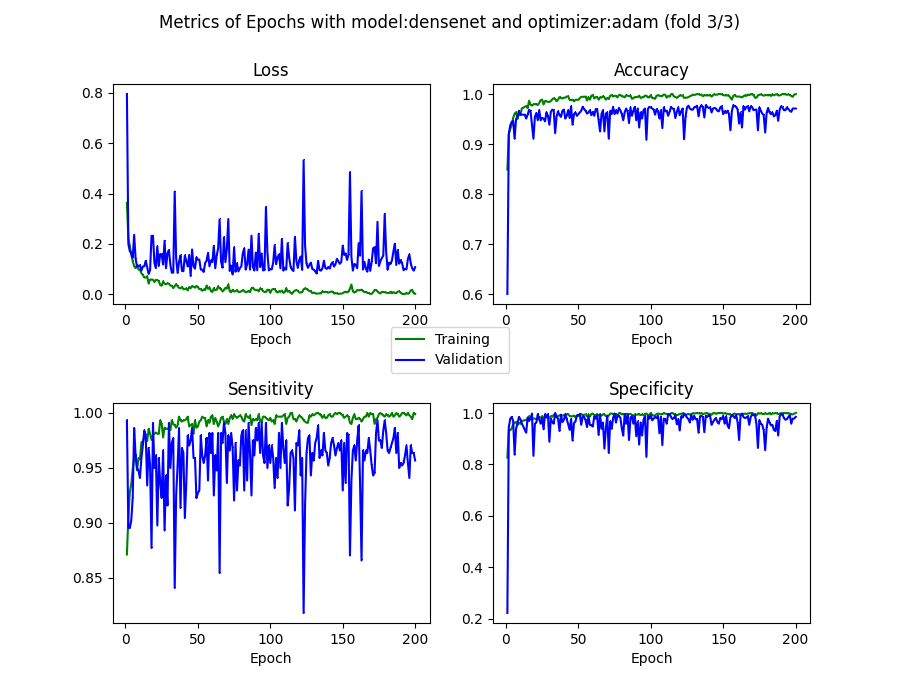 Metrics of Epochs with model:densenet and optimizer:adam (fold 3/3)
Loss
0.8
0.6
0.4
0.2
0.0
0 50 100 150 200
Epoch
Accuracy
1.0
0.9
0.8
0.7
0.6
0 50 100 150 200
Epoch
Training
Validation
Sensitivity
1.00
0.95
0.90
0.85
0 50 100 150 200
Epoch
Specificity
1.0
0.8
0.6
0.4
0.2
0 50 100 150 200
Epoch